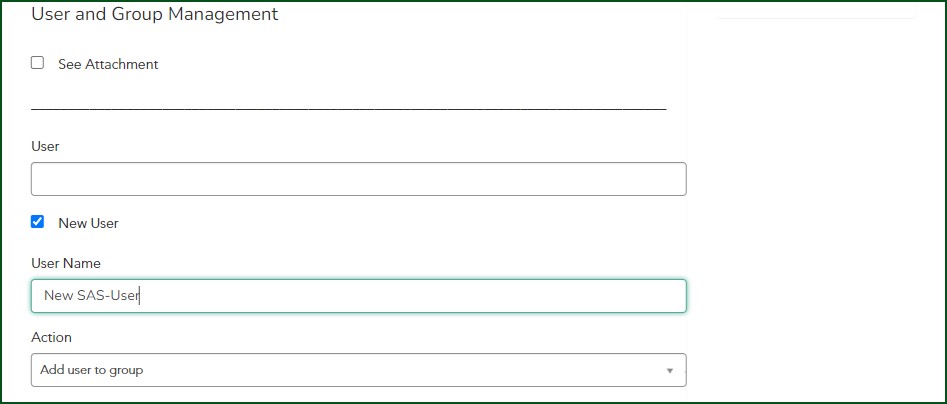 User and Group Management
See Attachment
User
New User
User Name
New SAS-User
Action
Add user to group